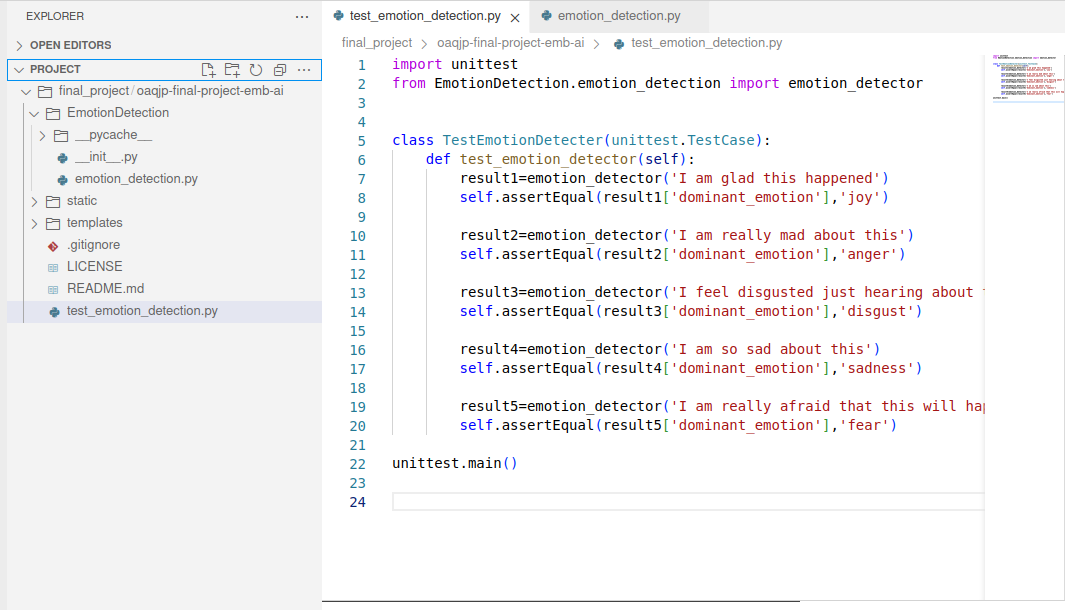 EXPLORER
OPEN EDITORS
PROJECT
final_project/oaqjp-final-project-emb-ai
EmotionDetection
__pycache__
__init__.py
emotion_detection.py
static
templates
.gitignore
LICENSE
README.md
test_emotion_detection.py
test_emotion_detection.py emotion_detection.py
final_project > oaqjp-final-project-emb-ai > test_emotion_detection.py
1 import unittest
2 from EmotionDetection.emotion_detection import emotion_detector
3
4
5 class TestEmotionDetecter(unittest.TestCase):
6 def test_emotion_detector(self):
7 result1=emotion_detector('I am glad this happened')
8 self.assertEqual(result1['dominant_emotion'],'joy')
9
10 result2=emotion_detector('I am really mad about this')
11 self.assertEqual(result2['dominant_emotion'],'anger')
12
13 result3=emotion_detector('I feel disgusted just hearing about
14 self.assertEqual(result3['dominant_emotion'],'disgust')
15
16 result4=emotion_detector('I am so sad about this')
17 self.assertEqual(result4['dominant_emotion'],'sadness')
18
19 result5=emotion_detector('I am really afraid that this will
20 self.assertEqual(result5['dominant_emotion'],'fear')
21
22 unittest.main()
23
24